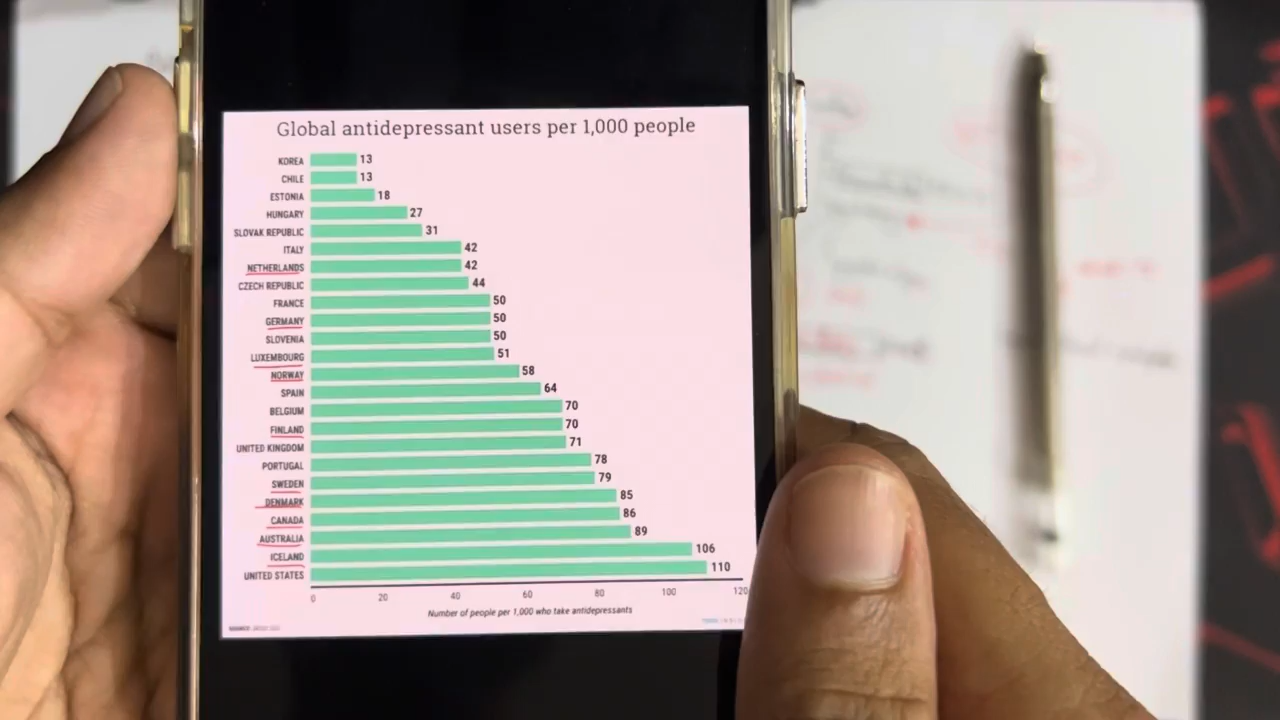 Global antidepressant users per 1,000 people
KOREA 13
CHILE 13
ESTONIA 18
HUNGARY 27
SLOVAK REPUBLIC 31
ITALY 42
NETHERLANDS 42
CZECH REPUBLIC 44
FRANCE 50
GERMANY 50
SLOVENIA 50
LUXEMBOURG 51
NORWAY 58
SPAIN 64
BELGIUM 70
FINLAND 70
UNITED KINGDOM 71
PORTUGAL 78
SWEDEN 79
DENMARK 85
CANADA 86
AUSTRALIA 89
ICELAND 106
UNITED STATES 110
0 20 40 60 80 100 120
Number of people per 1,000 who take antidepressants